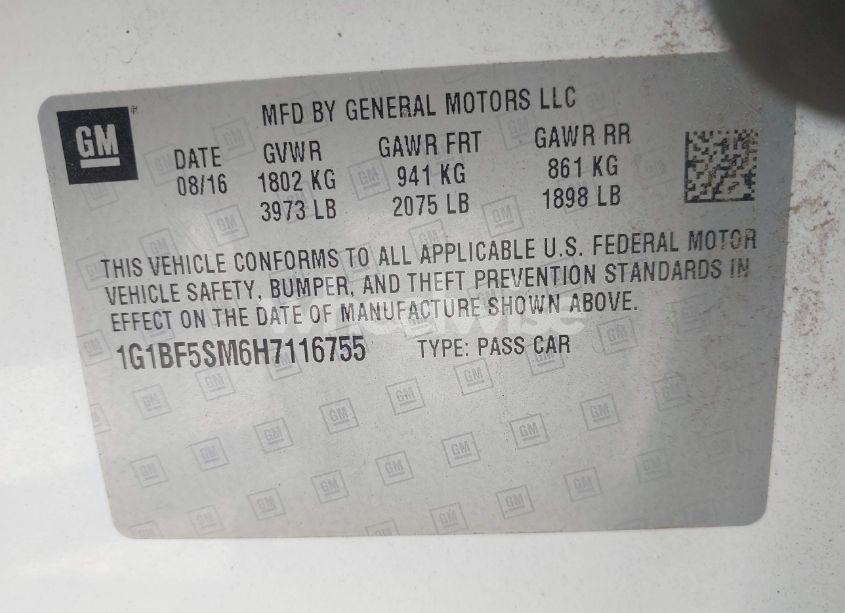 MFD BY GENERAL MOTORS LLC
GM
DATE GVWR GAWR FRT GAWR RR
08/16 1802 KG 941 KG 861 KG
3973 LB 2075 LB 1898 LB
THIS VEHICLE CONFORMS TO ALL APPLICABLE U.S. FEDERAL MOTOR
VEHICLE SAFETY, BUMPER, AND THEFT PREVENTION STANDARDS IN
EFFECT ON THE DATE OF MANUFACTURE SHOWN ABOVE.
1G1BF5SM6H7116755 TYPE: PASS CAR